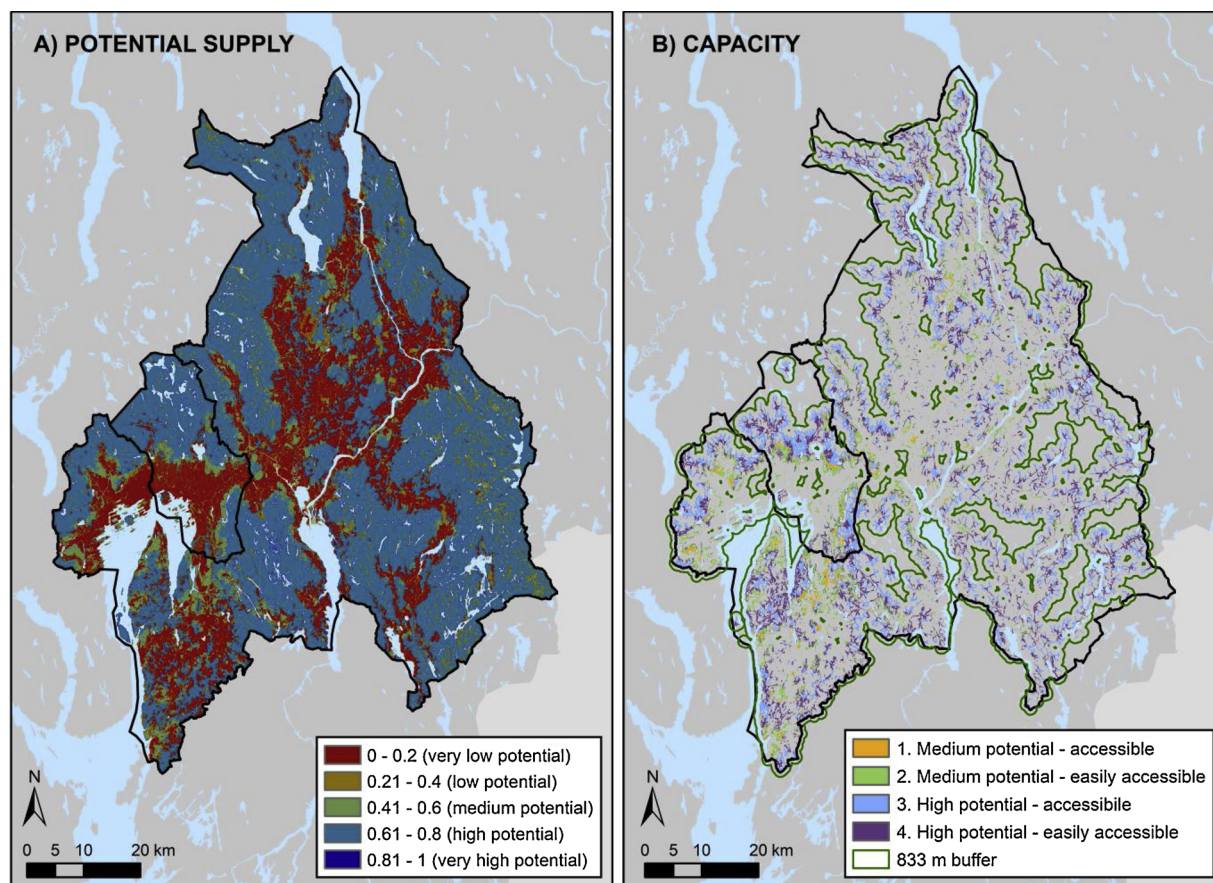 A) POTENTIAL SUPPLY
N
0 5 10 20 km
0 - 0.2 (very low potential)
0.21 - 0.4 (low potential)
0.41 - 0.6 (medium potential)
0.61 - 0.8 (high potential)
0.81 - 1 (very high potential)
B) CAPACITY
N
0 5 10 20 km
1. Medium potential - accessible
2. Medium potential - easily accessible
3. High potential - accessibile
4. High potential - easily accessible
833 m buffer